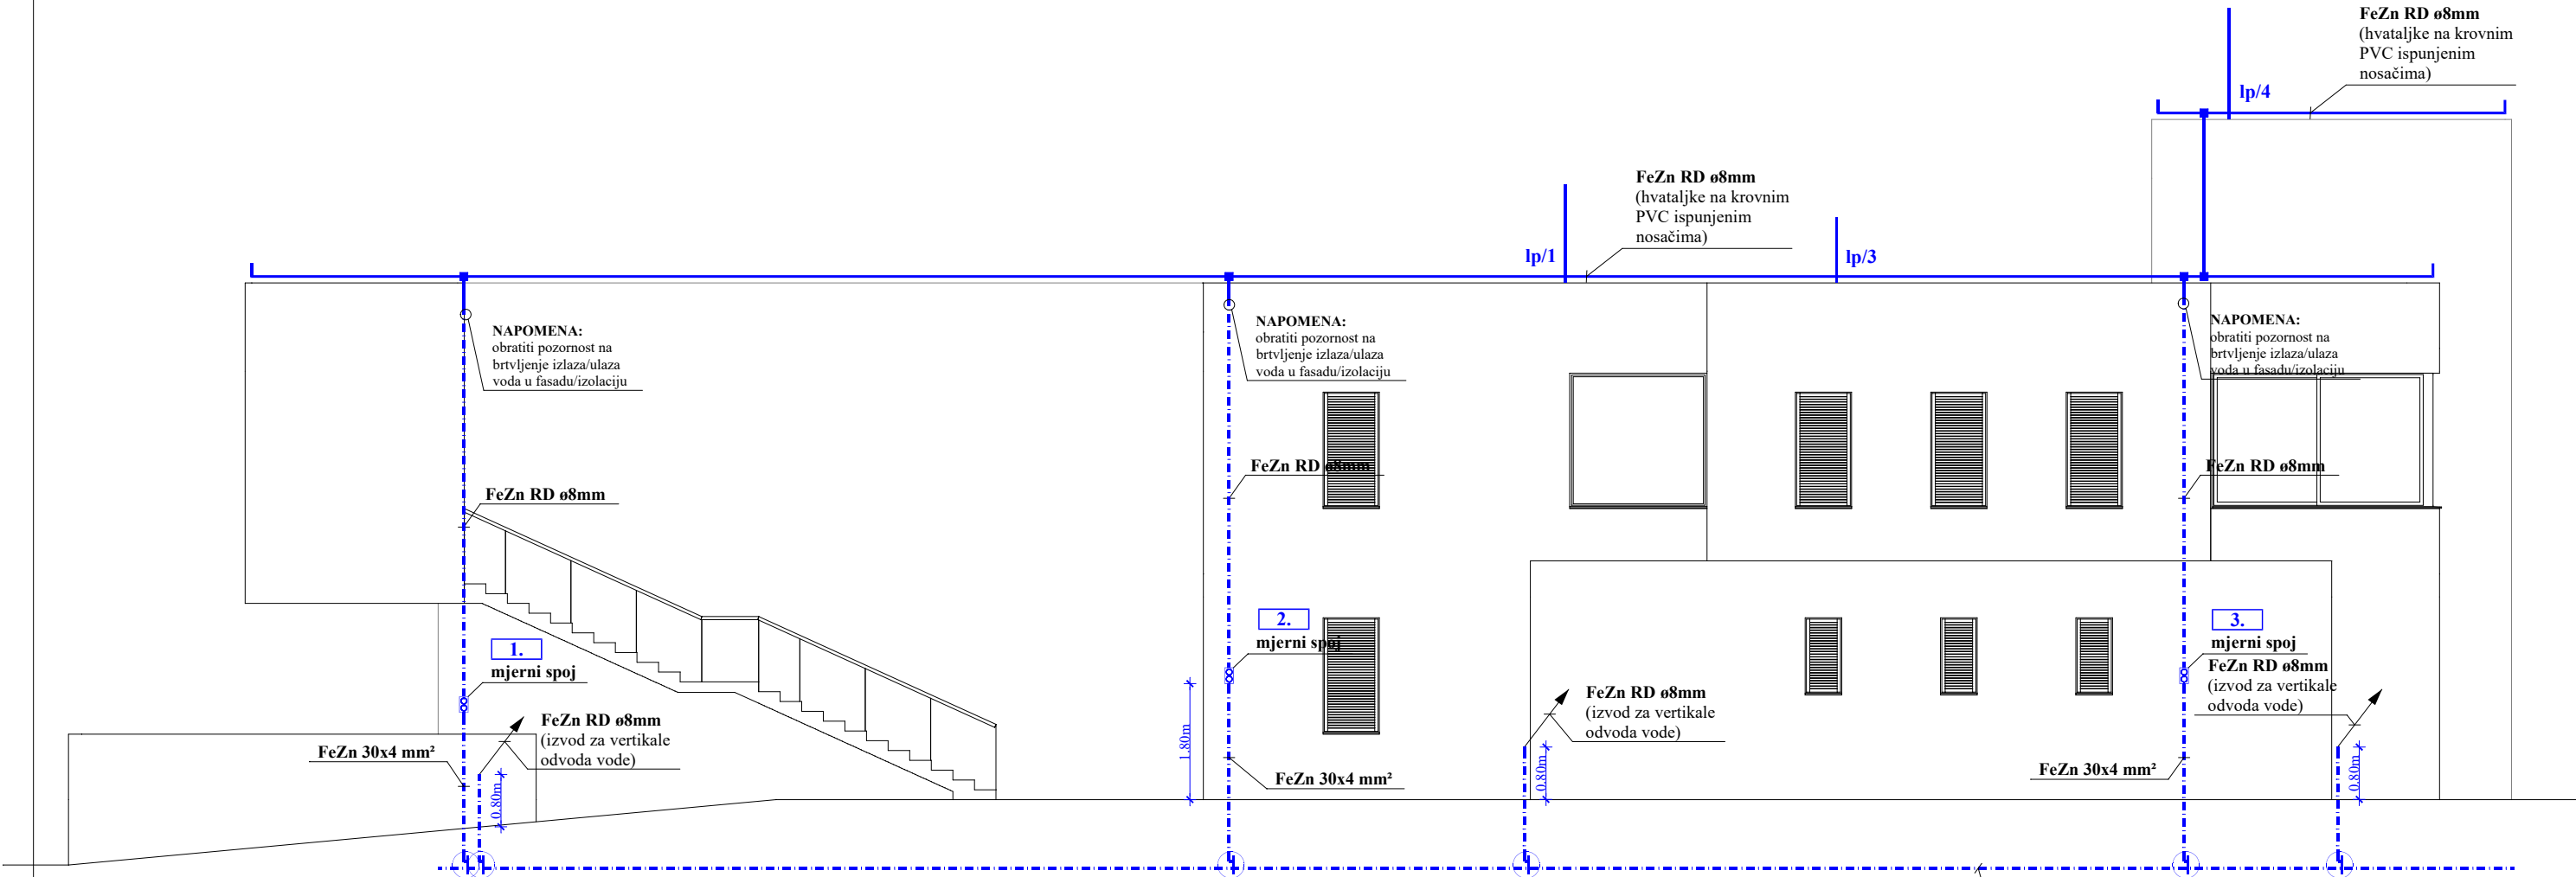 FeZn RD ø8mm
(hvataljke na krovnim
PVC ispunjenim
nosačima)
lp/4
FeZn RD ø8mm
(hvataljke na krovnim
PVC ispunjenim
nosačima)
lp/1
lp/3
NAPOMENA:
obratiti pozornost na
brtvljenje izlaza/ulaza
voda u fasadu/izolaciju
NAPOMENA:
obratiti pozornost na
brtvljenje izlaza/ulaza
voda u fasadu/izolaciju
NAPOMENA:
obratiti pozornost na
brtvljenje izlaza/ulaza
voda u fasadu/izolaciju
FeZn RD ø8mm
FeZn RD ø8mm
FeZn RD ø8mm
1.
mjerni spoj
2.
mjerni spoj
3.
mjerni spoj
FeZn RD ø8mm
(izvod za vertikale
odvoda vode)
FeZn RD ø8mm
(izvod za vertikale
odvoda vode)
FeZn RD ø8mm
(izvod za vertikale
odvoda vode)
FeZn 30x4 mm²
0.80m
1.80m
FeZn 30x4 mm²
0.80m
FeZn 30x4 mm²
0.80m